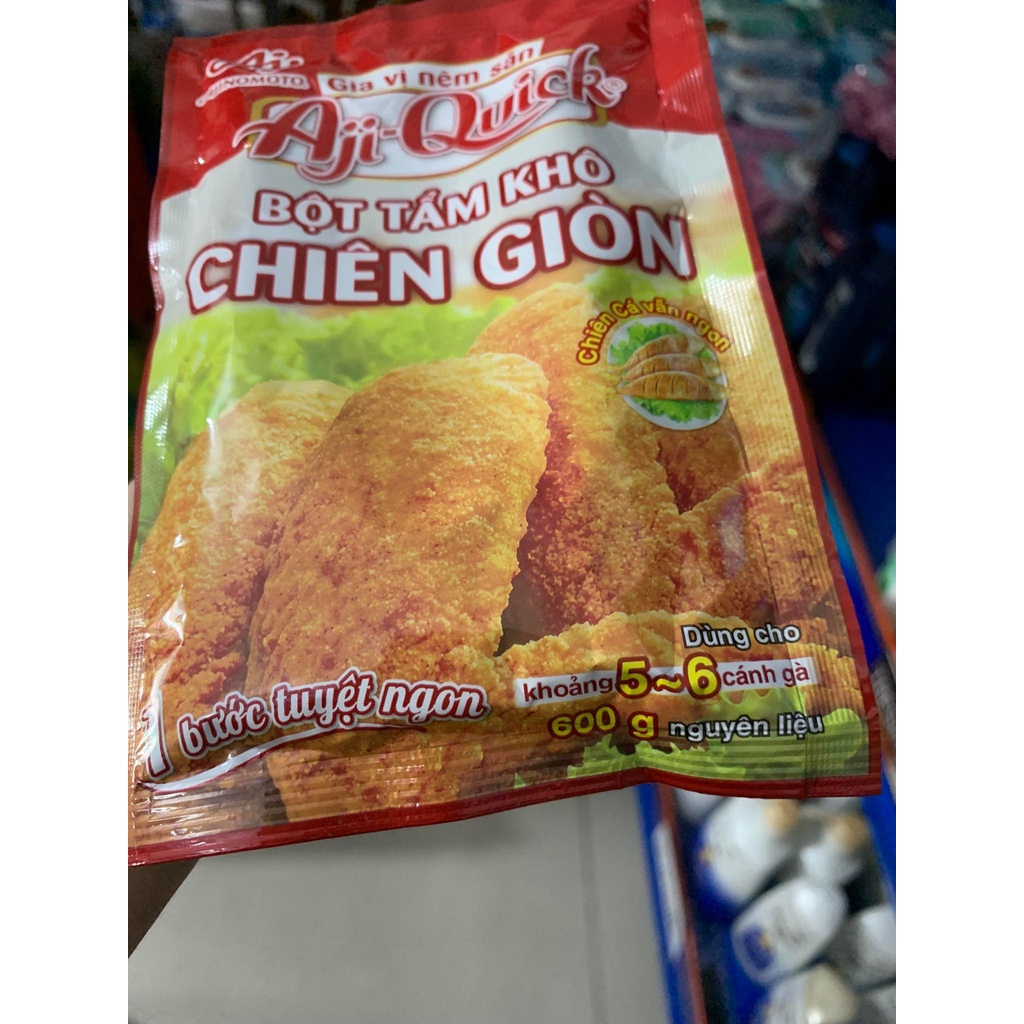 AJINOMOTO
Gia vị nêm sẵn
Aji-Quick®
BỘT TẨM KHÔ
CHIÊN GIÒN
Chiên Cá vẫn ngon
Dùng cho
khoảng 5~6 cánh gà
600 g nguyên liệu
1 bước tuyệt ngon